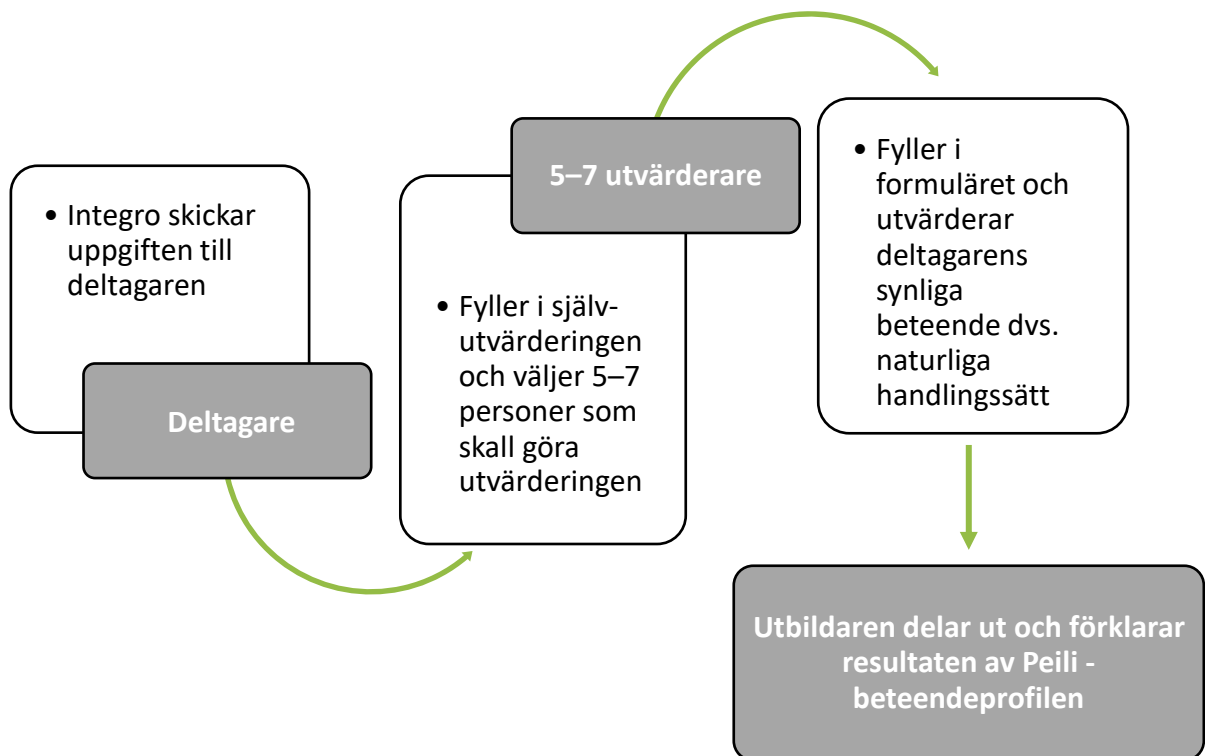 • Integro skickar
uppgiften till
deltagaren
Deltagare
• Fyller i själv-
utvärderingen
och väljer 5–7
personer som
skall göra
utvärderingen
5–7 utvärderare
• Fyller i
formuläret och
utvärderar
deltagarens
synliga
beteende dvs.
naturliga
handlingssätt
Utbildaren delar ut och förklarar
resultaten av Peili -
beteendeprofilen